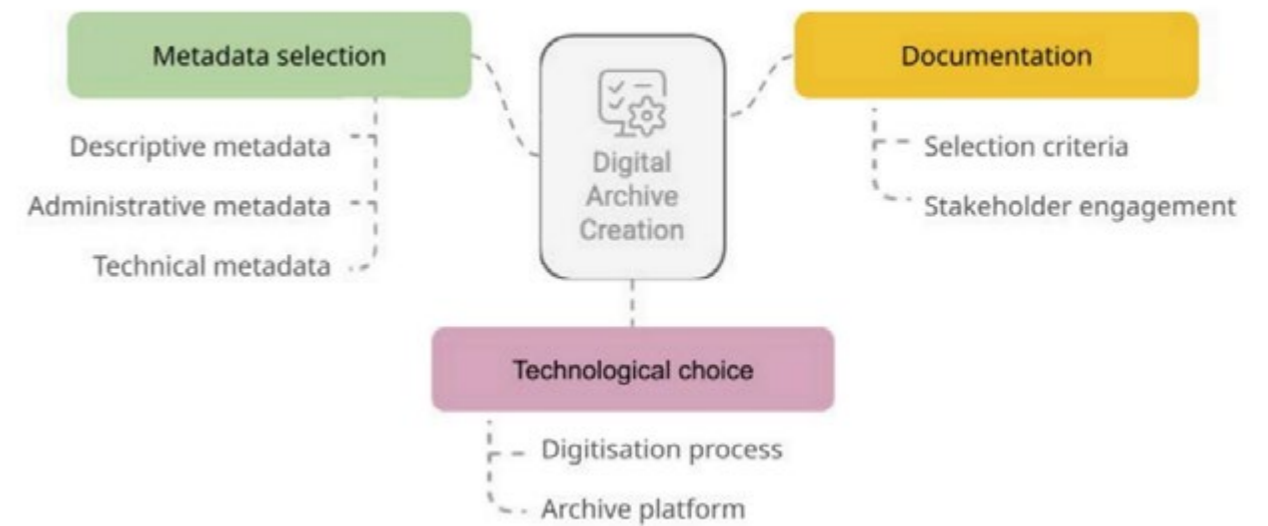 Metadata selection
Descriptive metadata
Administrative metadata
Technical metadata
Digital
Archive
Creation
Documentation
Selection criteria
Stakeholder engagement
Technological choice
Digitisation process
Archive platform